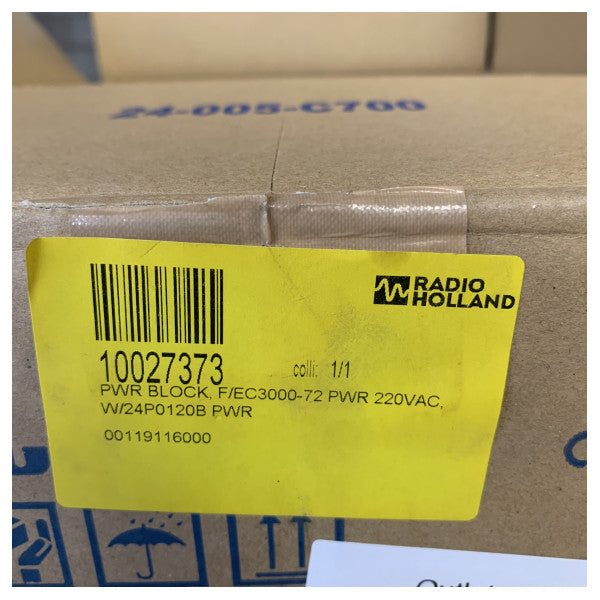 24-005-C700
RADIO
HOLLAND
10027373
colli: 1/1
PWR BLOCK, F/EC3000-72 PWR 220VAC,
W/24P0120B PWR
00119116000